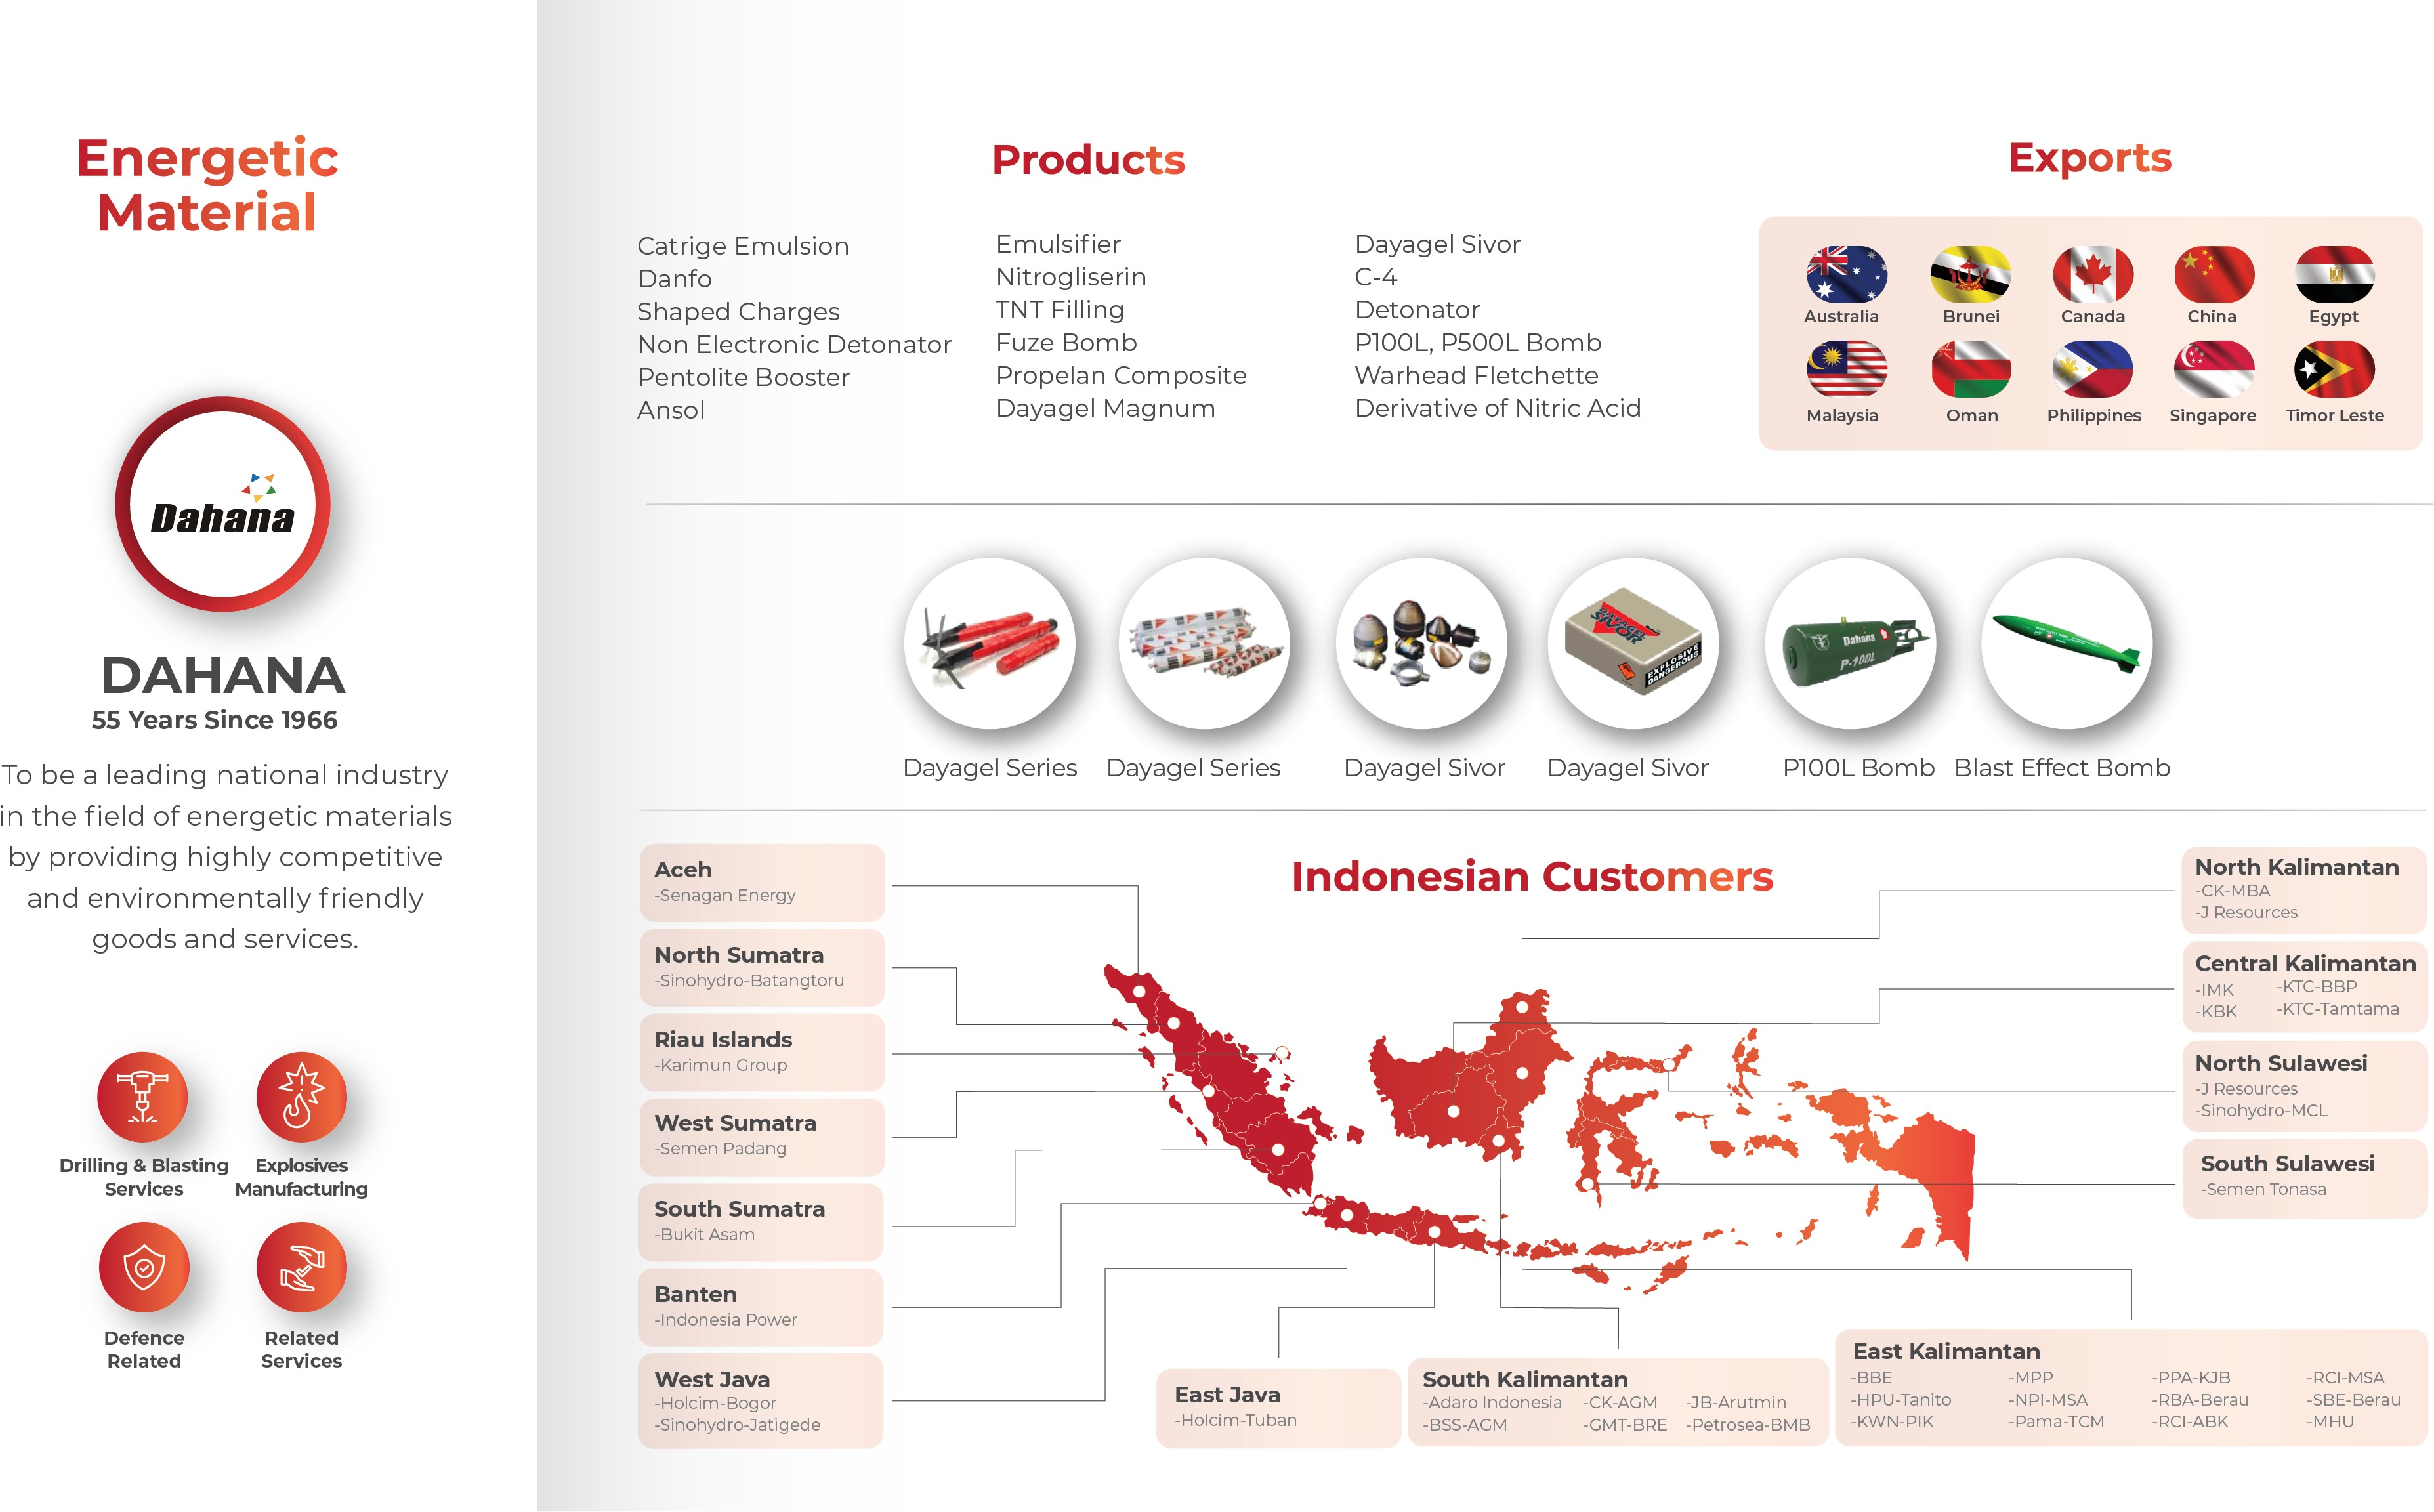 Energetic
Material
Dahana
DAHANA
55 Years Since 1966
To be a leading national industry
in the field of energetic materials
by providing highly competitive
and environmentally friendly
goods and services.
Drilling & Blasting
Services
Explosives
Manufacturing
Defence
Related
Related
Services
Products
Catrige Emulsion
Danfo
Shaped Charges
Non Electronic Detonator
Pentolite Booster
Ansol
Emulsifier
Nitrogliserin
TNT Filling
Fuze Bomb
Propelan Composite
Dayagel Magnum
Dayagel Sivor
C-4
Detonator
P100L, P500L Bomb
Warhead Fletchette
Derivative of Nitric Acid
Exports
Australia
Brunei
Canada
China
Egypt
Malaysia
Oman
Philippines
Singapore
Timor Leste
DAYAGEL
SIVOR
EXPLOSIVE
DANGEROUS
Dahana
P-100L
Dayagel Series
Dayagel Series
Dayagel Sivor
Dayagel Sivor
P100L Bomb
Blast Effect Bomb
Indonesian Customers
Aceh
-Senagan Energy
North Sumatra
-Sinohydro-Batangtoru
Riau Islands
-Karimun Group
West Sumatra
-Semen Padang
South Sumatra
-Bukit Asam
Banten
-Indonesia Power
West Java
-Holcim-Bogor
-Sinohydro-Jatigede
East Java
-Holcim-Tuban
South Kalimantan
-Adaro Indonesia
-BSS-AGM
-CK-AGM
-GMT-BRE
-JB-Arutmin
-Petrosea-BMB
East Kalimantan
-BBE
-HPU-Tanito
-KWN-PIK
-MPP
-NPI-MSA
-Pama-TCM
-PPA-KJB
-RBA-Berau
-RCI-ABK
-RCI-MSA
-SBE-Berau
-MHU
North Kalimantan
-CK-MBA
-J Resources
Central Kalimantan
-IMK
-KBK
-KTC-BBP
-KTC-Tamtama
North Sulawesi
-J Resources
-Sinohydro-MCL
South Sulawesi
-Semen Tonasa